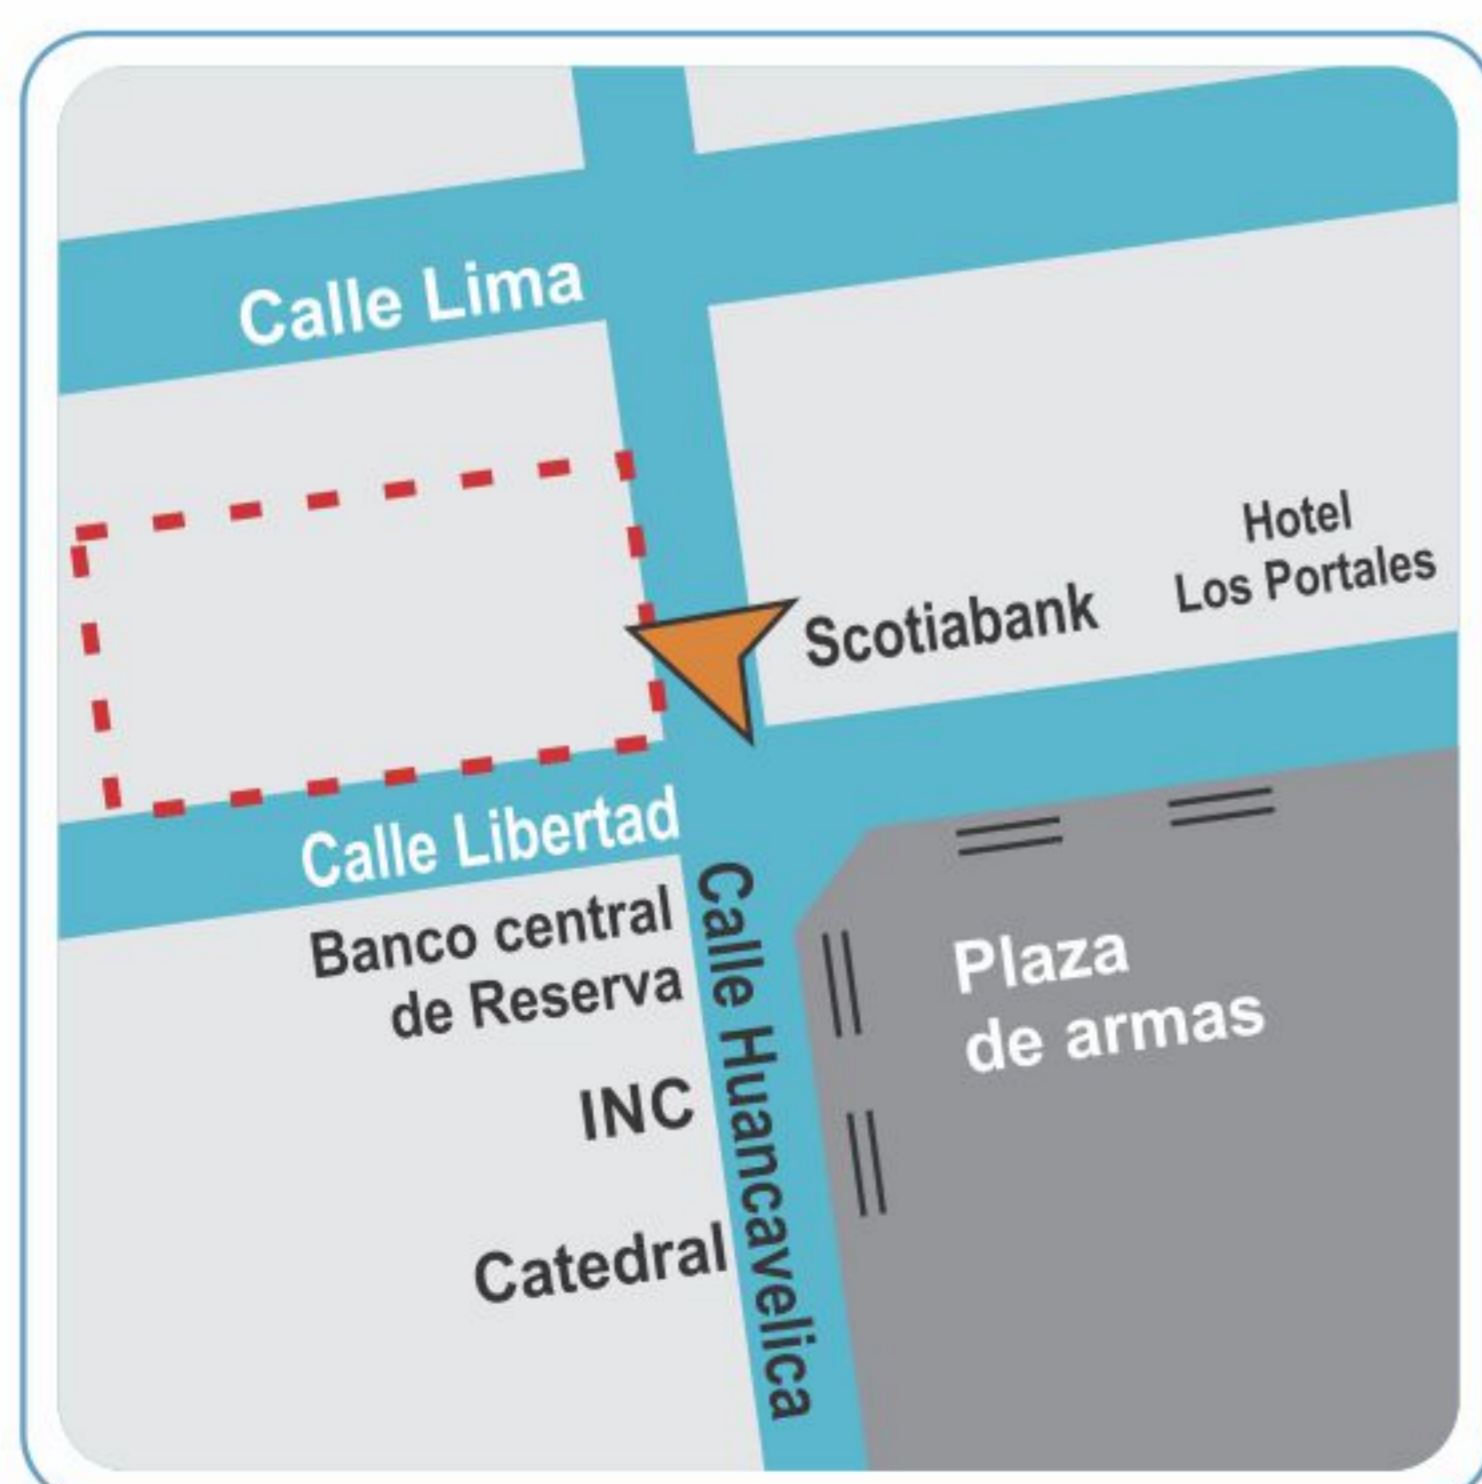 Calle Lima
Hotel
Los Portales
Scotiabank
Calle Libertad
Banco central
de Reserva
Calle Huancavelica
Plaza
de armas
INC
Catedral